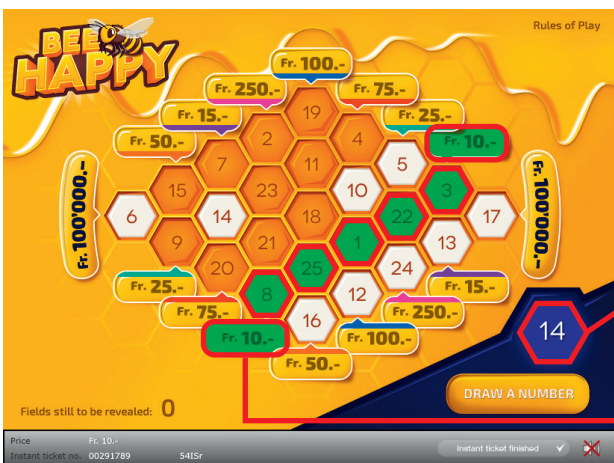 Rules of Play
BEE
HAPPY
Fr. 100.-
Fr. 250.-
Fr. 75.-
Fr. 15.-
Fr. 25.-
Fr. 50.-
Fr. 10.-
19
2
4
7
11
5
15
23
10
3
Fr. 100'000.-
6
14
18
22
17
Fr. 100'000.-
9
21
1
13
20
25
24
8
12
16
Fr. 25.-
Fr. 15.-
Fr. 75.-
Fr. 250.-
Fr. 10.-
Fr. 100.-
Fr. 50.-
14
DRAW A NUMBER
Fields still to be revealed: 0
Price Fr. 10.-
Instant ticket no. 00291789 54ISr
Instant ticket finished